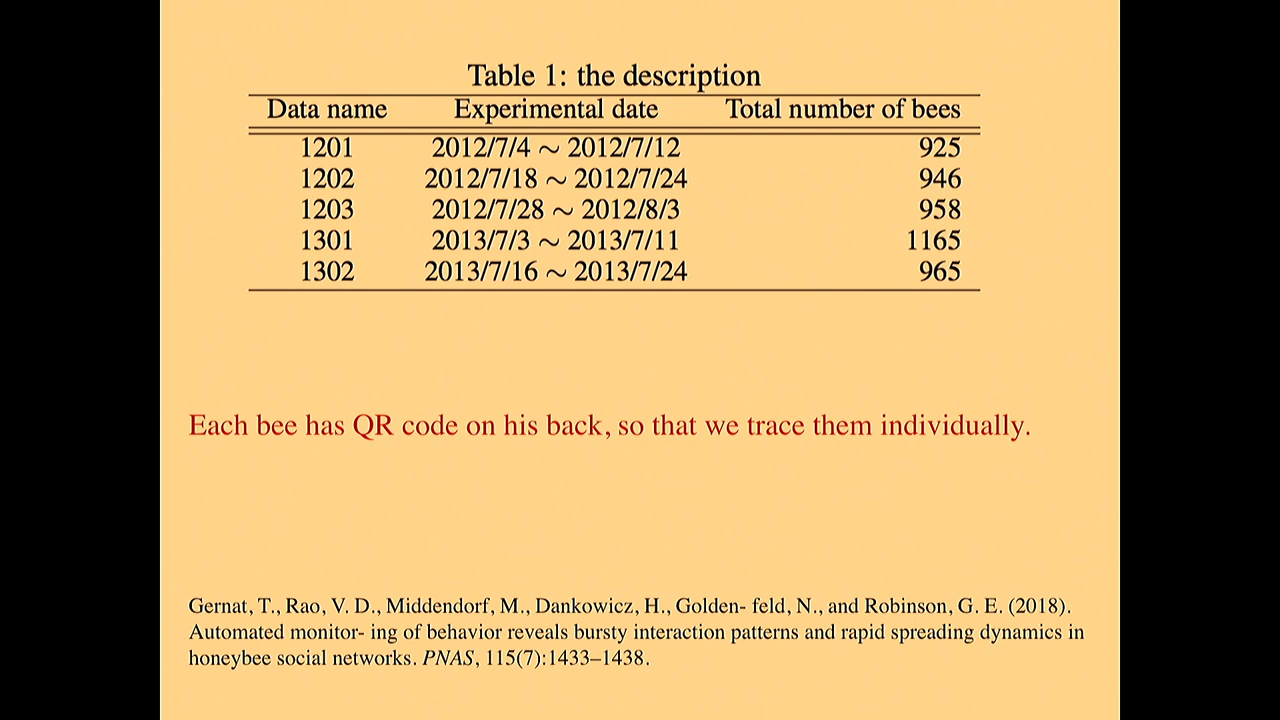 Table 1: the description
Data name Experimental date Total number of bees
1201 2012/7/4 ∼ 2012/7/12 925
1202 2012/7/18 ∼ 2012/7/24 946
1203 2012/7/28 ∼ 2012/8/3 958
1301 2013/7/3 ∼ 2013/7/11 1165
1302 2013/7/16 ∼ 2013/7/24 965
Each bee has QR code on his back, so that we trace them individually.
Gernat, T., Rao, V. D., Middendorf, M., Dankowicz, H., Golden- feld, N., and Robinson, G. E. (2018).
Automated monitor- ing of behavior reveals bursty interaction patterns and rapid spreading dynamics in
honeybee social networks. PNAS, 115(7):1433–1438.